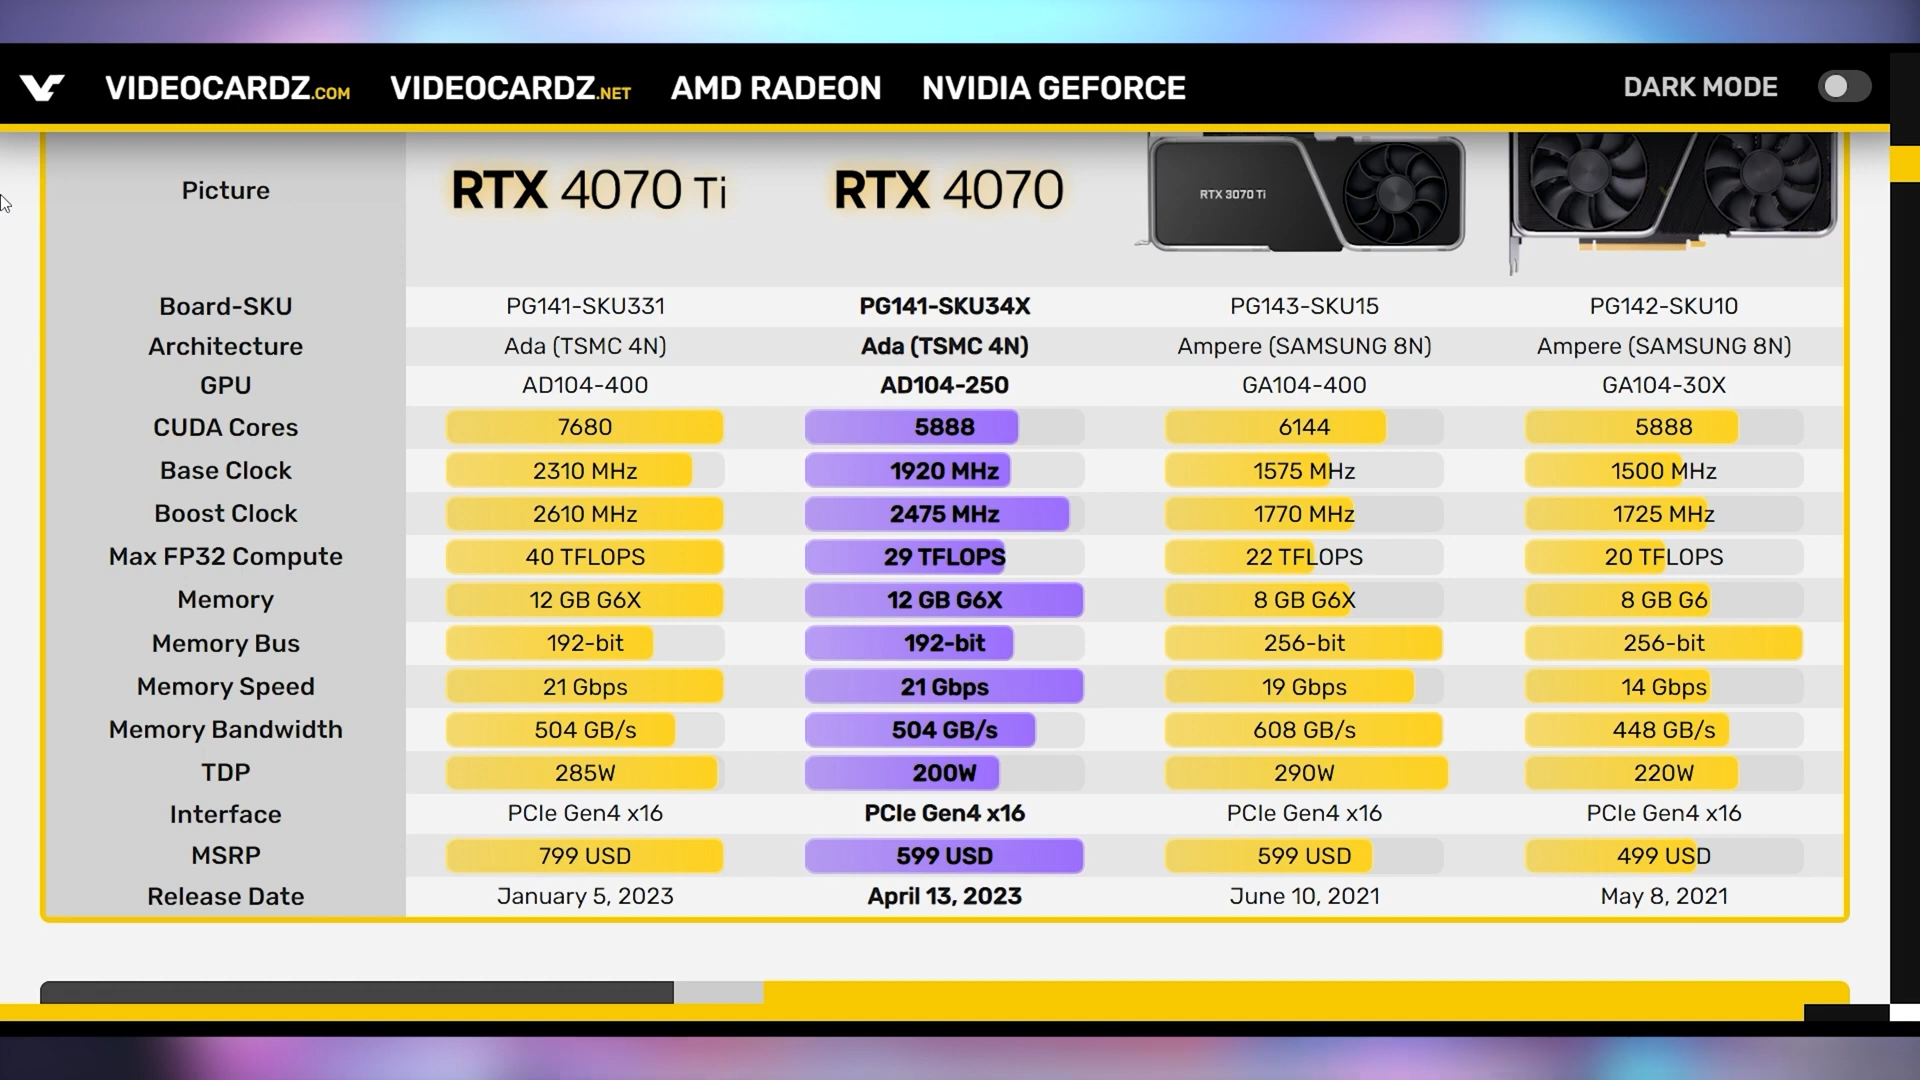 VIDEOCARDZ.COM VIDEOCARDZ.NET AMD RADEON NVIDIA GEFORCE DARK MODE
Picture RTX 4070 Ti RTX 4070 RTX 3070 Ti
Board-SKU PG141-SKU331 PG141-SKU34X PG143-SKU15 PG142-SKU10
Architecture Ada (TSMC 4N) Ada (TSMC 4N) Ampere (SAMSUNG 8N) Ampere (SAMSUNG 8N)
GPU AD104-400 AD104-250 GA104-400 GA104-30X
CUDA Cores 7680 5888 6144 5888
Base Clock 2310 MHz 1920 MHz 1575 MHz 1500 MHz
Boost Clock 2610 MHz 2475 MHz 1770 MHz 1725 MHz
Max FP32 Compute 40 TFLOPS 29 TFLOPS 22 TFLOPS 20 TFLOPS
Memory 12 GB G6X 12 GB G6X 8 GB G6X 8 GB G6
Memory Bus 192-bit 192-bit 256-bit 256-bit
Memory Speed 21 Gbps 21 Gbps 19 Gbps 14 Gbps
Memory Bandwidth 504 GB/s 504 GB/s 608 GB/s 448 GB/s
TDP 285W 200W 290W 220W
Interface PCIe Gen4 x16 PCIe Gen4 x16 PCIe Gen4 x16 PCIe Gen4 x16
MSRP 799 USD 599 USD 599 USD 499 USD
Release Date January 5, 2023 April 13, 2023 June 10, 2021 May 8, 2021